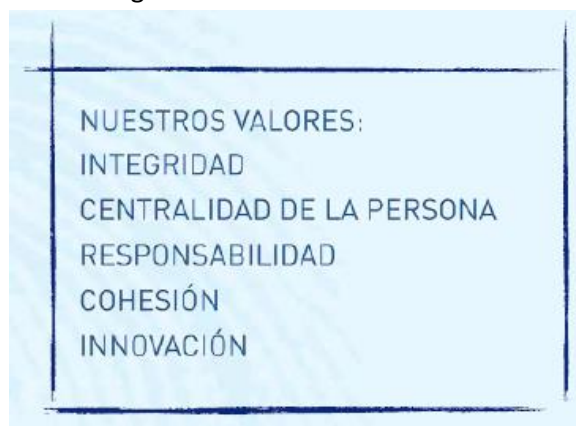 NUESTROS VALORES:
INTEGRIDAD
CENTRALIDAD DE LA PERSONA
RESPONSABILIDAD
COHESIÓN
INNOVACIÓN